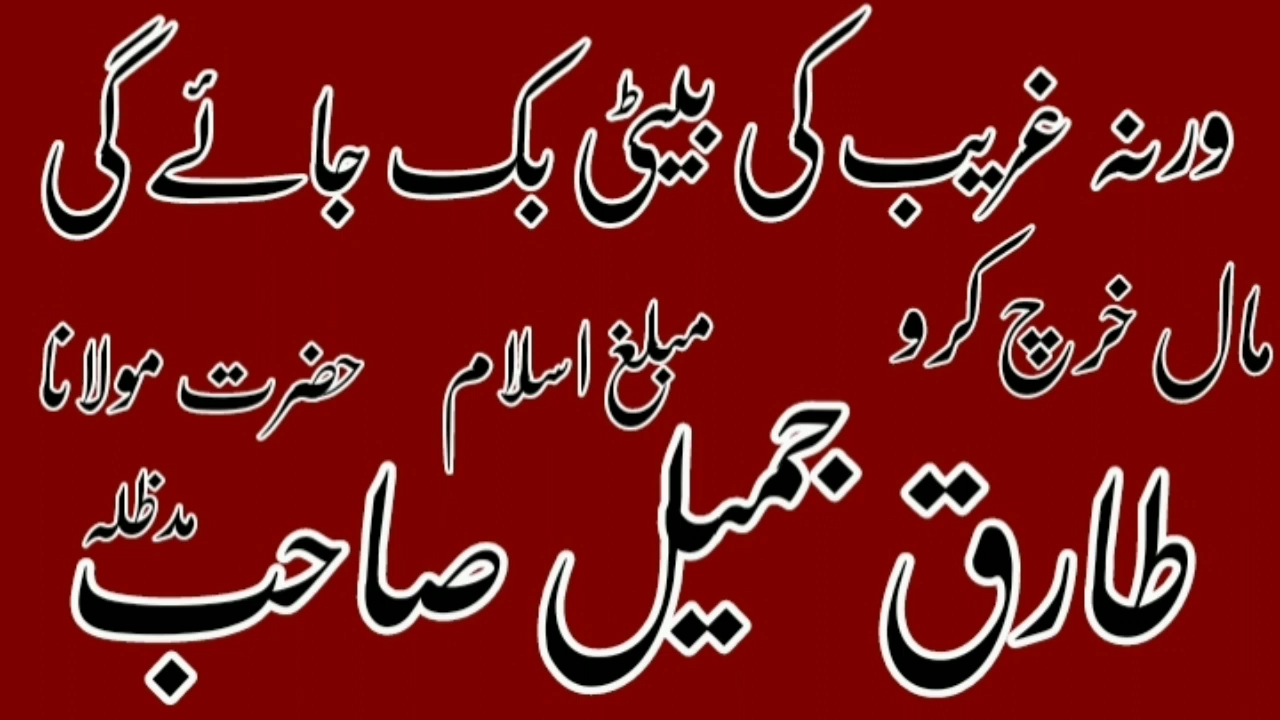 ورنہ غریب کی بیٹی بک جائے گی
مال خرچ کرو
مبلغ اسلام حضرت مولانا
طارق جمیل صاحب مدظلہ